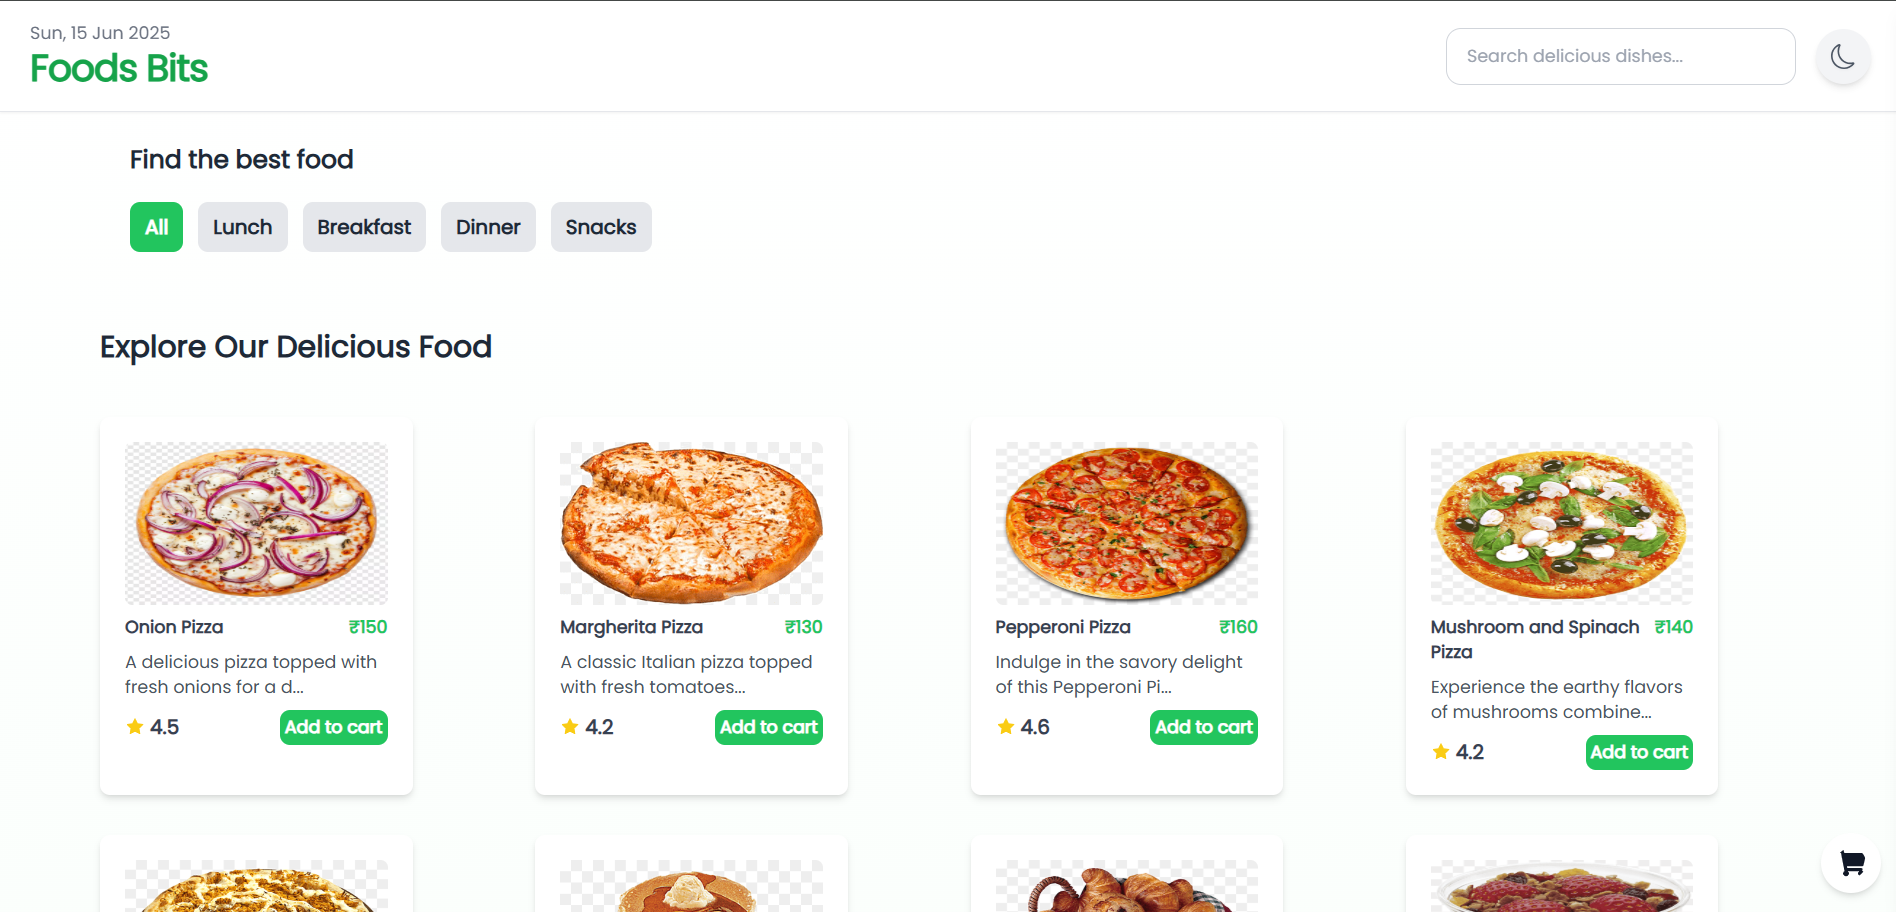 Sun, 15 Jun 2025
Foods Bits
Search delicious dishes...
Find the best food
All
Lunch
Breakfast
Dinner
Snacks
Explore Our Delicious Food
Onion Pizza
₹150
A delicious pizza topped with
fresh onions for a d...
4.5
Add to cart
Margherita Pizza
₹130
A classic Italian pizza topped
with fresh tomatoes...
4.2
Add to cart
Pepperoni Pizza
₹160
Indulge in the savory delight
of this Pepperoni Pi...
4.6
Add to cart
Mushroom and Spinach
Pizza
₹140
Experience the earthy flavors
of mushrooms combine...
4.2
Add to cart